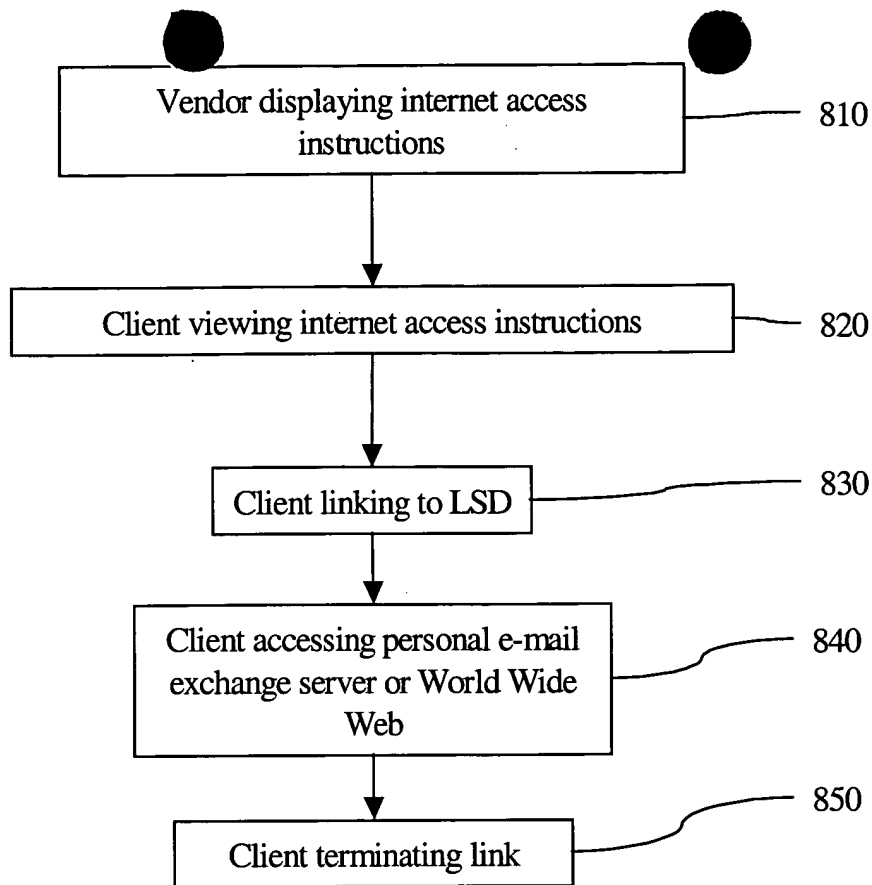 Vendor displaying internet access
instructions
810
Client viewing internet access instructions
820
Client linking to LSD
830
Client accessing personal e-mail
exchange server or World Wide
Web
840
Client terminating link
850